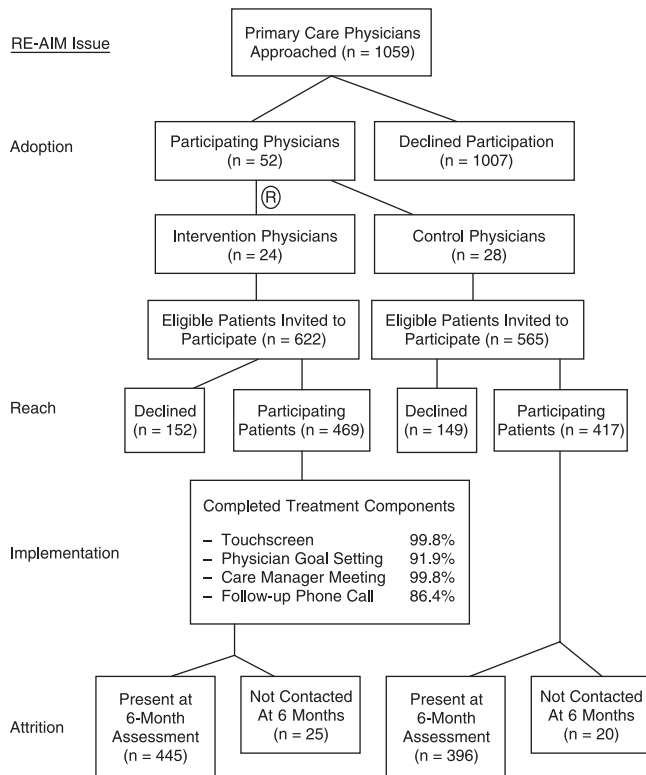 RE-AIM Issue
Primary Care Physicians
Approached (n = 1059)
Adoption
Participating Physicians
(n = 52)
Declined Participation
(n = 1007)
R
Intervention Physicians
(n = 24)
Control Physicians
(n = 28)
Eligible Patients Invited to
Participate (n = 622)
Eligible Patients Invited to
Participate (n = 565)
Reach
Declined
(n = 152)
Participating
Patients (n = 469)
Declined
(n = 149)
Participating
Patients (n = 417)
Implementation
Completed Treatment Components
– Touchscreen 99.8%
– Physician Goal Setting 91.9%
– Care Manager Meeting 99.8%
– Follow-up Phone Call 86.4%
Attrition
Present at
6-Month
Assessment
(n = 445)
Not Contacted
At 6 Months
(n = 25)
Present at
6-Month
Assessment
(n = 396)
Not Contacted
At 6 Months
(n = 20)